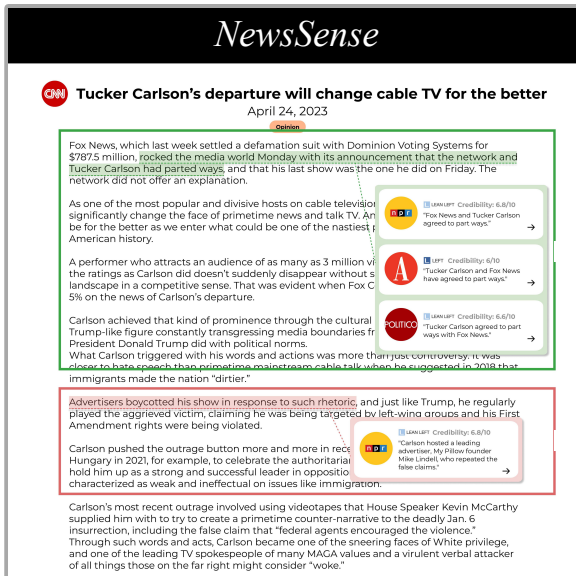 NewsSense
CNN
Tucker Carlson's departure will change cable TV for the better
April 24, 2023
Opinion
Fox News, which last week settled a defamation suit with Dominion Voting Systems for
$787.5 million, rocked the media world Monday with its announcement that the network and
Tucker Carlson had parted ways, and that his last show was the one he did on Friday. The
network did not offer an explanation.
As one of the most popular and divisive hosts on cable television
significantly change the face of primetime news and talk TV. An
be for the better as we enter what could be one of the nastiest p
American history.
A performer who attracts an audience of as many as 3 million vi
the ratings as Carlson did doesn't suddenly disappear without s
landscape in a competitive sense. That was evident when Fox C
5% on the news of Carlson's departure.
Carlson achieved that kind of prominence through the cultural
Trump-like figure constantly transgressing media boundaries fr
President Donald Trump did with political norms.
What Carlson triggered with his words and actions was more than just controversy. It was
closer to hate speech than primetime mainstream cable talk when he suggested in 2018 that
immigrants made the nation "dirtier."
npr
L LEAN LEFT Credibility: 6.8/10
"Fox News and Tucker Carlson
agreed to part ways."
A
L LEFT Credibility: 6/10
"Tucker Carlson and Fox News
have agreed to part ways."
POLITICO
L LEAN LEFT Credibility: 6.6/10
"Tucker Carlson agreed to part
ways with Fox News."
Advertisers boycotted his show in response to such rhetoric, and just like Trump, he regularly
played the aggrieved victim, claiming he was being targeted by left-wing groups and his First
Amendment rights were being violated.
Carlson pushed the outrage button more and more in rece
Hungary in 2021, for example, to celebrate the authoritaria
hold him up as a strong and successful leader in oppositio
characterized as weak and ineffectual on issues like immigration.
npr
L LEAN LEFT Credibility: 6.8/10
"Carlson hosted a leading
advertiser, My Pillow founder
Mike Lindell, who repeated the
false claims."
Carlson's most recent outrage involved using videotapes that House Speaker Kevin McCarthy
supplied him with to try to create a primetime counter-narrative to the deadly Jan. 6
insurrection, including the false claim that "federal agents encouraged the violence."
Through such words and acts, Carlson became one of the sneering faces of White privilege,
and one of the leading TV spokespeople of many MAGA values and a virulent verbal attacker
of all things those on the far right might consider "woke."